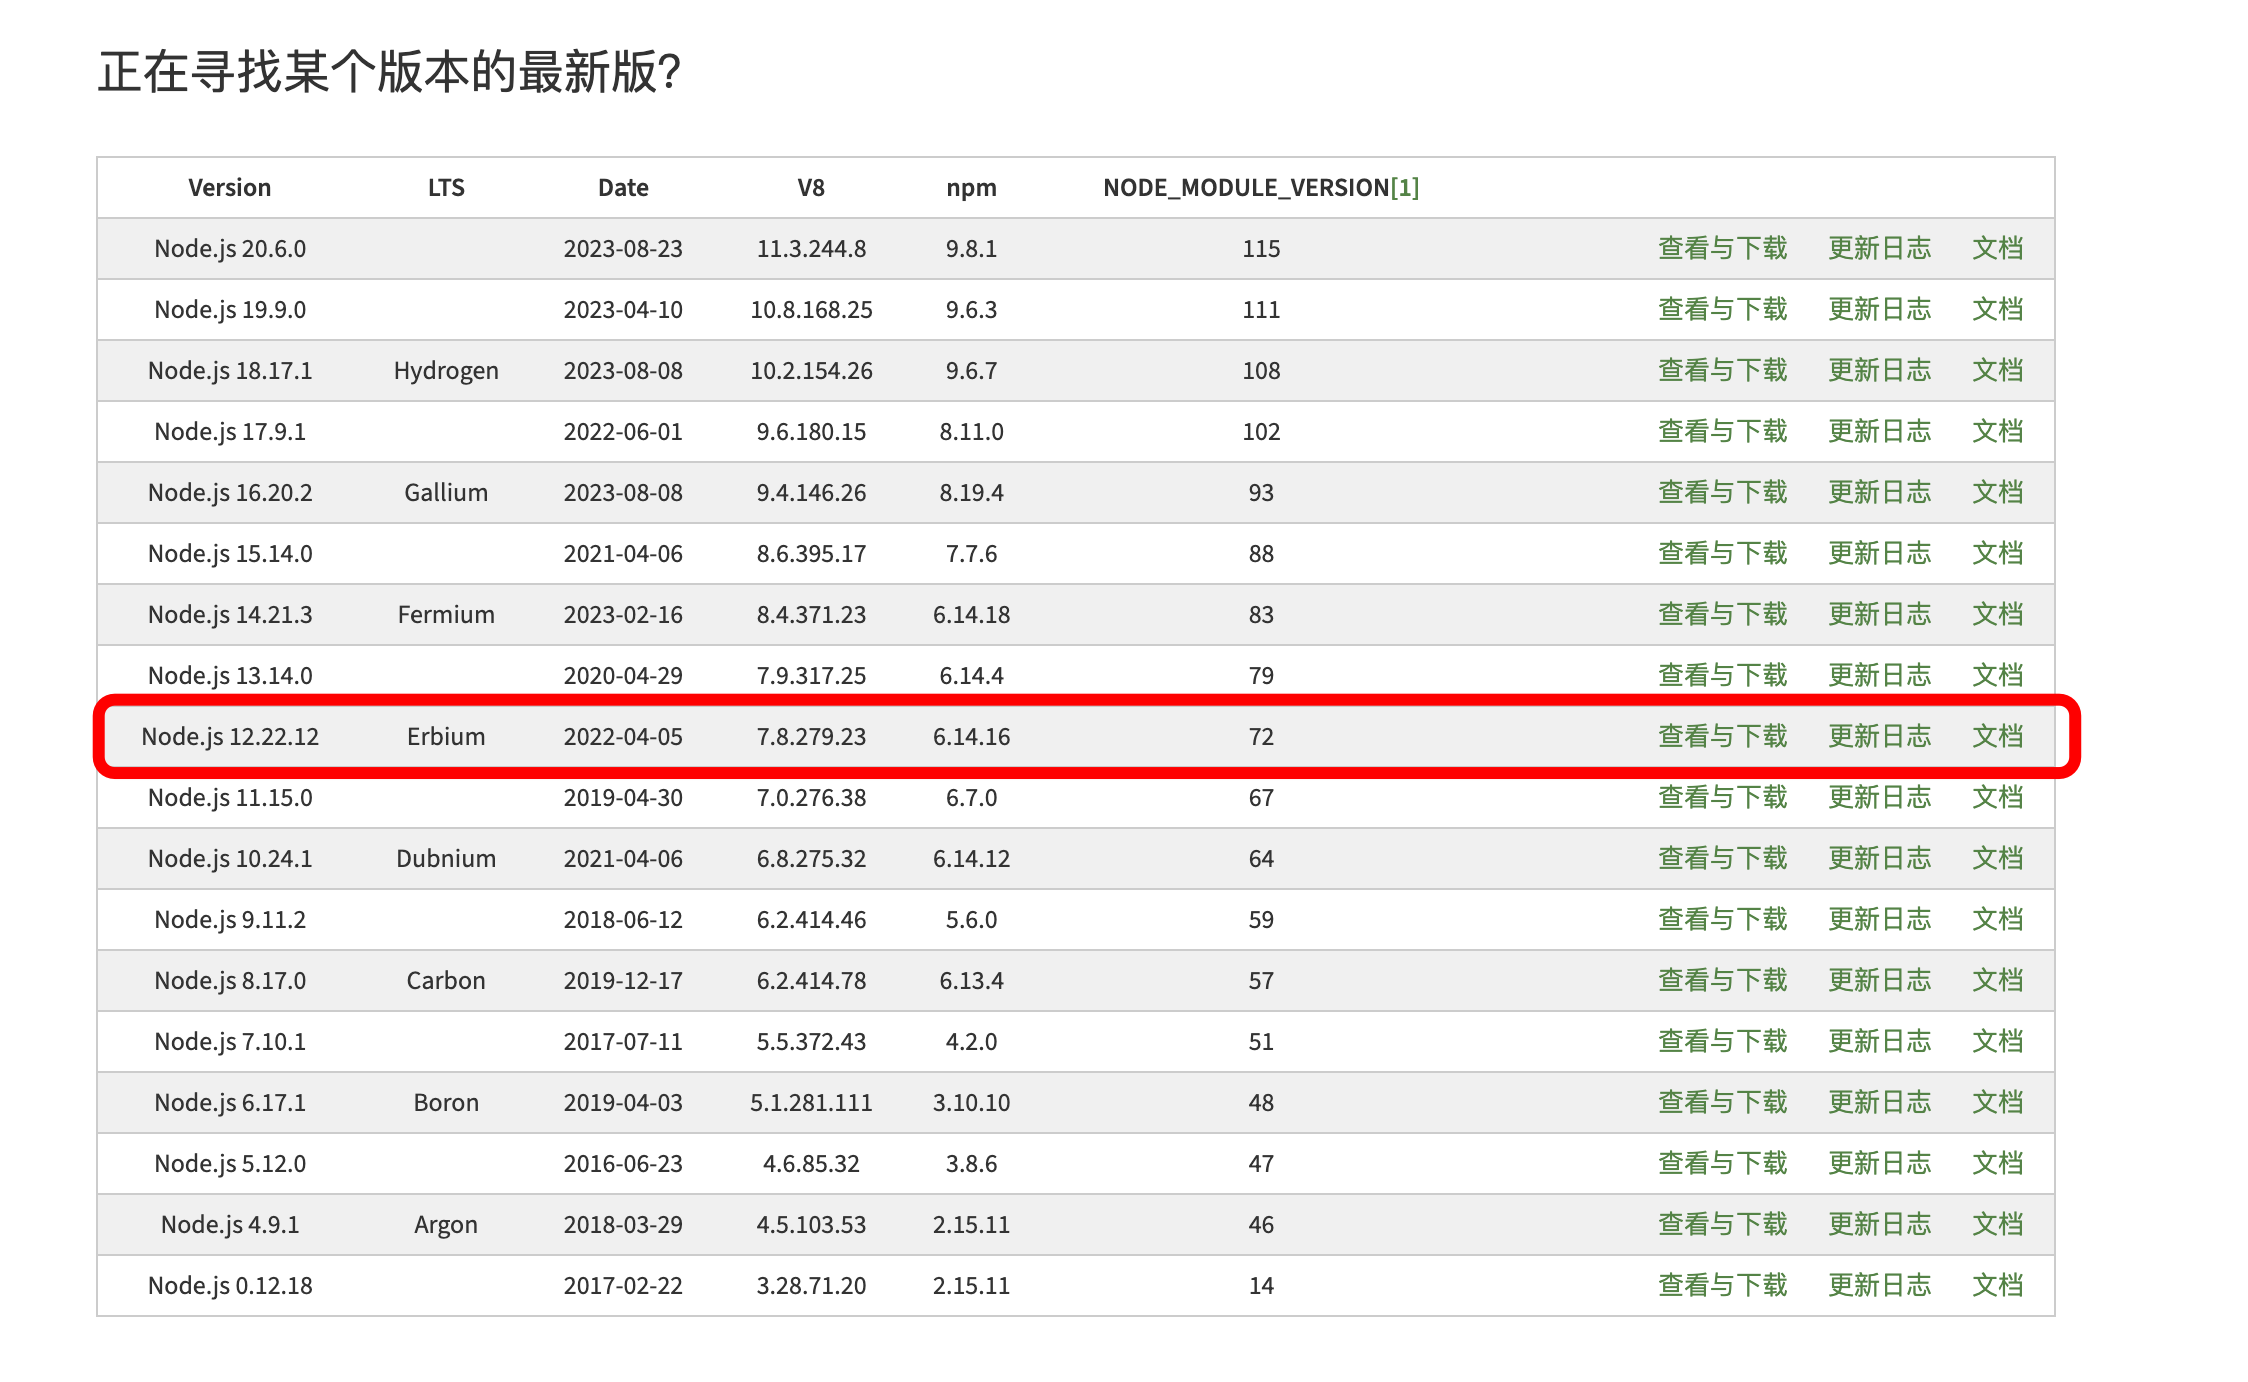 正在寻找某个版本的最新版?
Version LTS Date V8 npm NODE_MODULE_VERSION[1]
Node.js 20.6.0 2023-08-23 11.3.244.8 9.8.1 115 查看与下载 更新日志 文档
Node.js 19.9.0 2023-04-10 10.8.168.25 9.6.3 111 查看与下载 更新日志 文档
Node.js 18.17.1 Hydrogen 2023-08-08 10.2.154.26 9.6.7 108 查看与下载 更新日志 文档
Node.js 17.9.1 2022-06-01 9.6.180.15 8.11.0 102 查看与下载 更新日志 文档
Node.js 16.20.2 Gallium 2023-08-08 9.4.146.26 8.19.4 93 查看与下载 更新日志 文档
Node.js 15.14.0 2021-04-06 8.6.395.17 7.7.6 88 查看与下载 更新日志 文档
Node.js 14.21.3 Fermium 2023-02-16 8.4.371.23 6.14.18 83 查看与下载 更新日志 文档
Node.js 13.14.0 2020-04-29 7.9.317.25 6.14.4 79 查看与下载 更新日志 文档
Node.js 12.22.12 Erbium 2022-04-05 7.8.279.23 6.14.16 72 查看与下载 更新日志 文档
Node.js 11.15.0 2019-04-30 7.0.276.38 6.7.0 67 查看与下载 更新日志 文档
Node.js 10.24.1 Dubnium 2021-04-06 6.8.275.32 6.14.12 64 查看与下载 更新日志 文档
Node.js 9.11.2 2018-06-12 6.2.414.46 5.6.0 59 查看与下载 更新日志 文档
Node.js 8.17.0 Carbon 2019-12-17 6.2.414.78 6.13.4 57 查看与下载 更新日志 文档
Node.js 7.10.1 2017-07-11 5.5.372.43 4.2.0 51 查看与下载 更新日志 文档
Node.js 6.17.1 Boron 2019-04-03 5.1.281.111 3.10.10 48 查看与下载 更新日志 文档
Node.js 5.12.0 2016-06-23 4.6.85.32 3.8.6 47 查看与下载 更新日志 文档
Node.js 4.9.1 Argon 2018-03-29 4.5.103.53 2.15.11 46 查看与下载 更新日志 文档
Node.js 0.12.18 2017-02-22 3.28.71.20 2.15.11 14 查看与下载 更新日志 文档